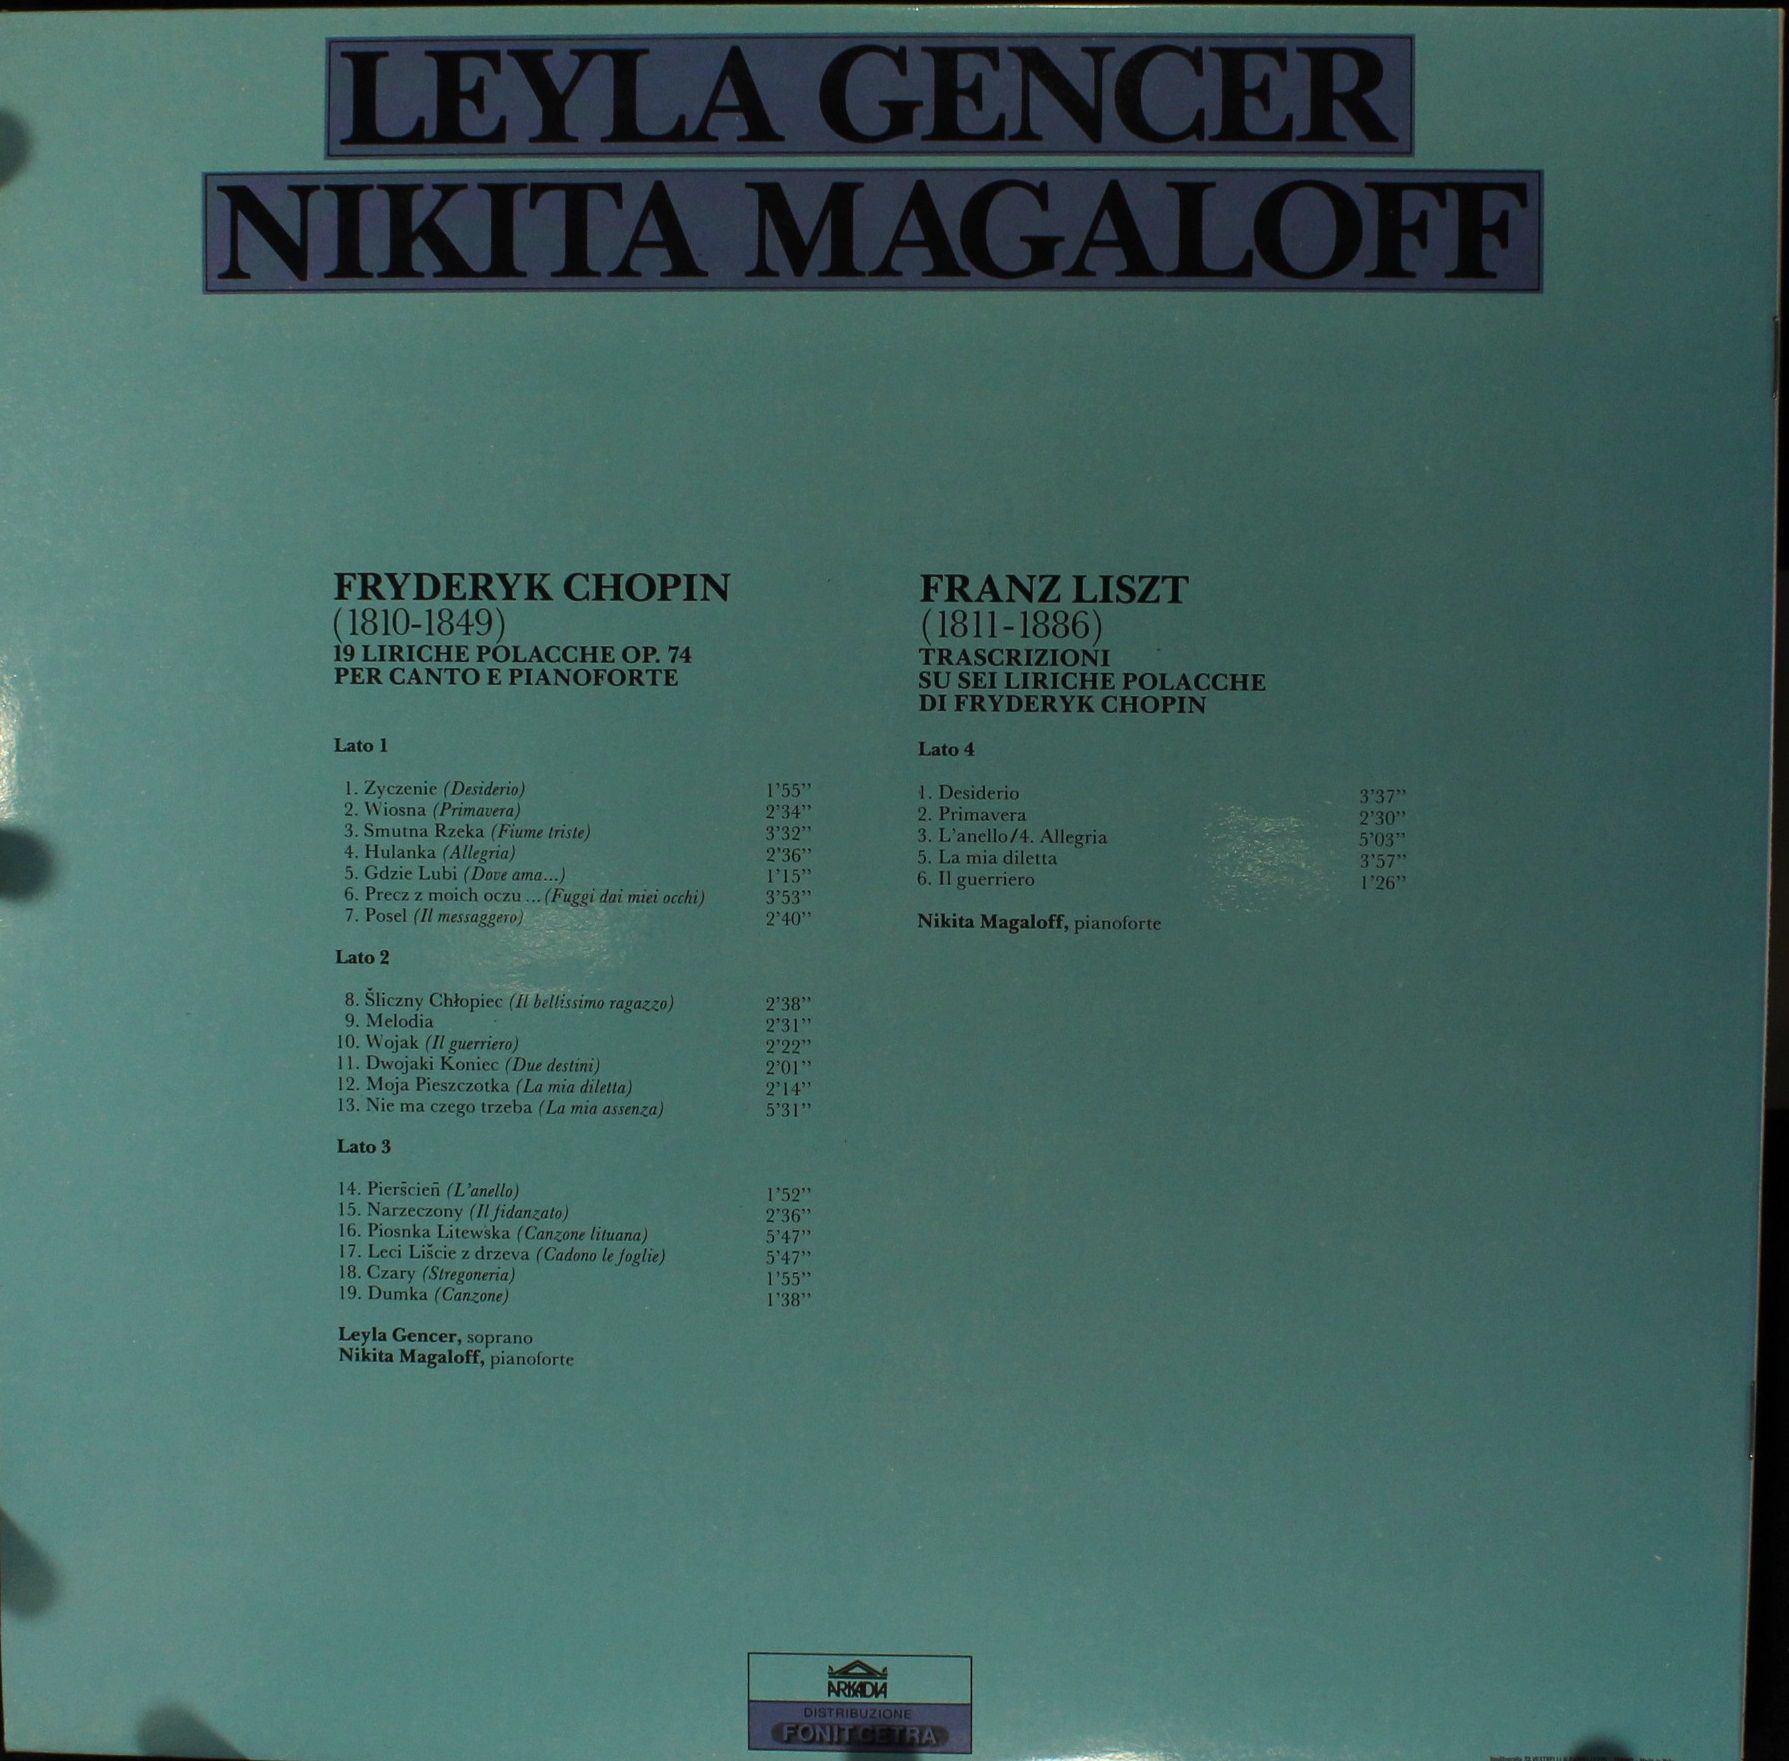 LEYLA GENCER
NIKITA MAGALOFF
FRYDERYK CHOPIN
(1810-1849)
19 LIRICHE POLACCHE OP. 74
PER CANTO E PIANOFORTE
Lato 1
1. Zyczenie (Desiderio) 1'55"
2. Wiosna (Primavera) 2'34"
3. Smutna Rzeka (Fiume triste) 3'32"
4. Hulanka (Allegria) 2'36"
5. Gdzie Lubi (Dove ama...) 1'15"
6. Precz z moich oczu ... (Fuggi dai miei occhi) 3'53"
7. Posel (Il messaggero) 2'40"
Lato 2
8. Šliczny Chłopiec (Il bellissimo ragazzo) 2'38"
9. Melodia 2'31"
10. Wojak (Il guerriero) 2'22"
11. Dwojaki Koniec (Due destini) 2'01"
12. Moja Pieszczotka (La mia diletta) 2'14"
13. Nie ma czego trzeba (La mia assenza) 5'31"
Lato 3
14. Pieršcień (L'anello) 1'52"
15. Narzeczony (Il fidanzato) 2'36"
16. Piosnka Litewska (Canzone lituana) 5'47"
17. Leci Lišcie z drzeva (Cadono le foglie) 5'47"
18. Czary (Stregoneria) 1'55"
19. Dumka (Canzone) 1'38"
Leyla Gencer, soprano
Nikita Magaloff, pianoforte
FRANZ LISZT
(1811-1886)
TRASCRIZIONI
SU SEI LIRICHE POLACCHE
DI FRYDERYK CHOPIN
Lato 4
1. Desiderio 3'37"
2. Primavera 2'30"
3. L'anello/4. Allegria 5'03"
5. La mia diletta 3'57"
6. Il guerriero 1'26"
Nikita Magaloff, pianoforte
ARKADIA
DISTRIBUZIONE
FONIT CETRA